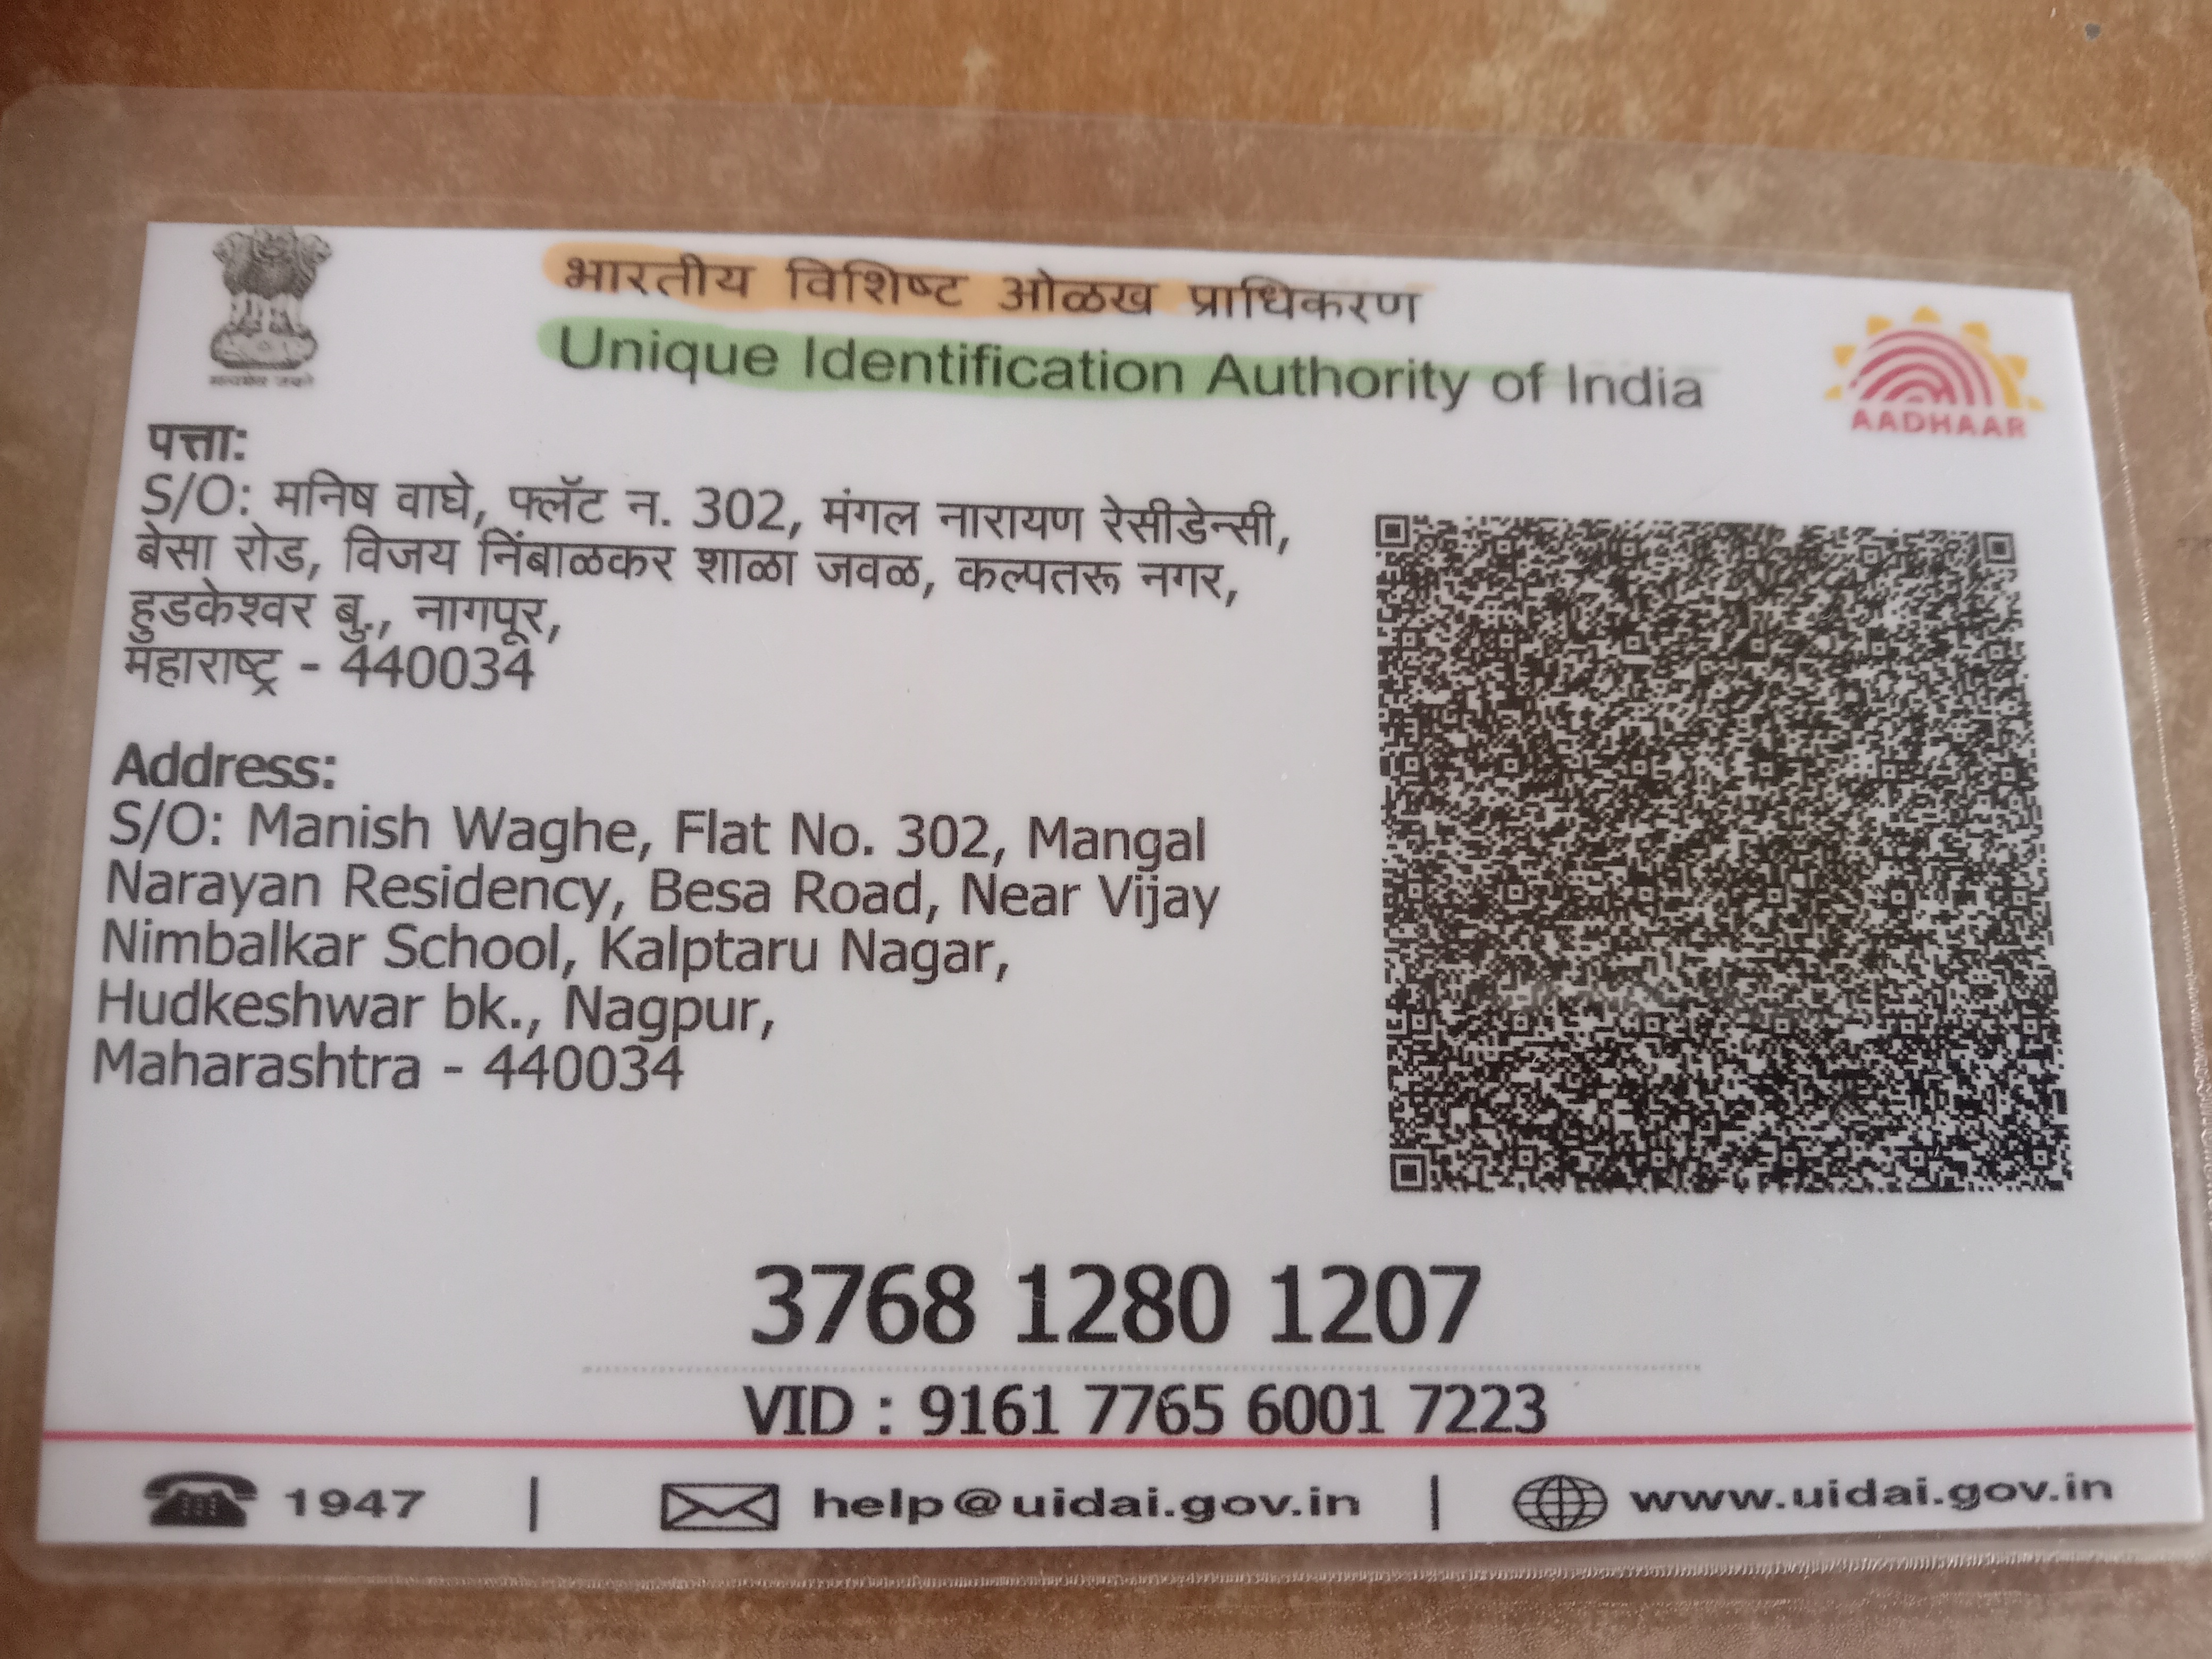 भारतीय विशिष्ट ओळख प्राधिकरण
Unique Identification Authority of India
सत्यमेव जयते
AADHAAR
पत्ता:
S/O: मनिष वाघे, फ्लॅट न. 302, मंगल नारायण रेसीडेन्सी,
बेसा रोड, विजय निंबाळकर शाळा जवळ, कल्पतरू नगर,
हुडकेश्वर बु., नागपूर,
महाराष्ट्र - 440034
Address:
S/O: Manish Waghe, Flat No. 302, Mangal
Narayan Residency, Besa Road, Near Vijay
Nimbalkar School, Kalptaru Nagar,
Hudkeshwar bk., Nagpur,
Maharashtra - 440034
3768 1280 1207
VID : 9161 7765 6001 7223
1947 | help@uidai.gov.in | www.uidai.gov.in